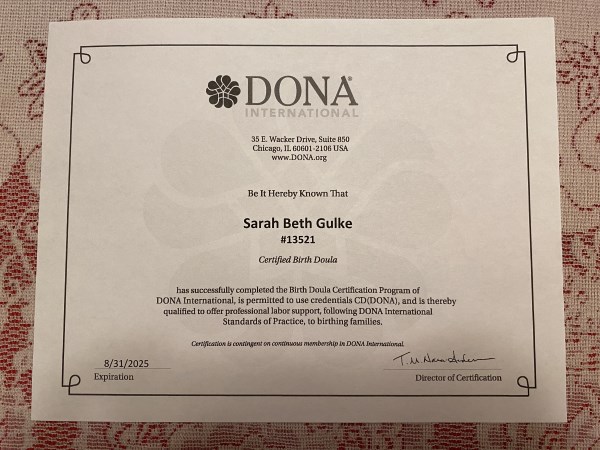 DONA®
INTERNATIONAL
35 E. Wacker Drive, Suite 850
Chicago, IL 60601-2106 USA
www.DONA.org
Be It Hereby Known That
Sarah Beth Gulke
#13521
Certified Birth Doula
has successfully completed the Birth Doula Certification Program of
DONA International, is permitted to use credentials CD(DONA), and is thereby
qualified to offer professional labor support, following DONA International
Standards of Practice, to birthing families.
Certification is contingent on continuous membership in DONA International.
8/31/2025
Expiration
Director of Certification